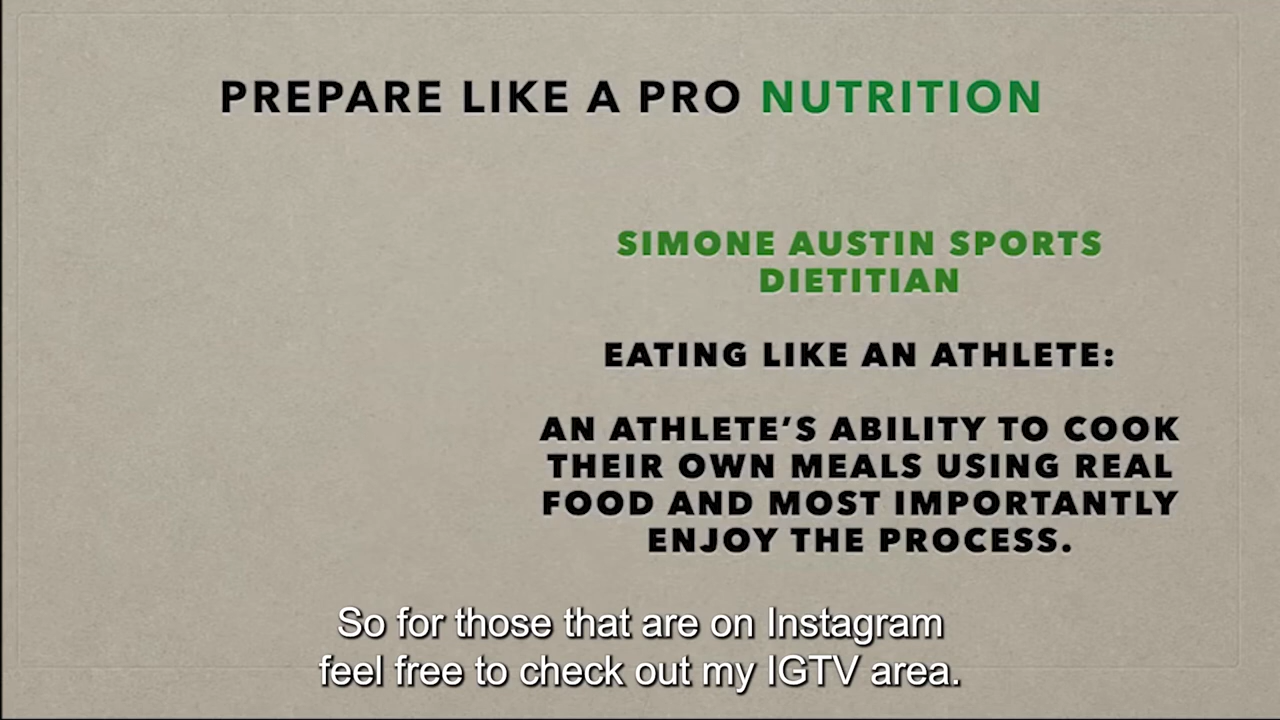 PREPARE LIKE A PRO NUTRITION
SIMONE AUSTIN SPORTS
DIETITIAN
EATING LIKE AN ATHLETE:
AN ATHLETE’S ABILITY TO COOK
THEIR OWN MEALS USING REAL
FOOD AND MOST IMPORTANTLY
ENJOY THE PROCESS.
So for those that are on Instagram
feel free to check out my IGTV area.